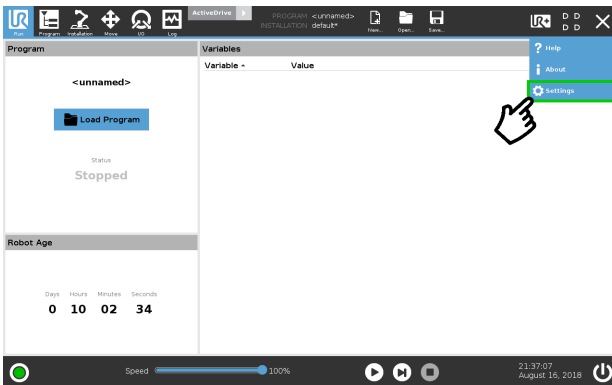 ActiveDrive
PROGRAM <unnamed>
INSTALLATION default*
UR
Run
Program
Installation
Move
I/O
Log
New...
Open...
Save...
UR+
D D
D D
Program
Variables
Help
Variable
Value
About
<unnamed>
Settings
Load Program
Status
Stopped
Robot Age
Days Hours Minutes Seconds
0 10 02 34
Speed
100%
21:37:07
August 16, 2018